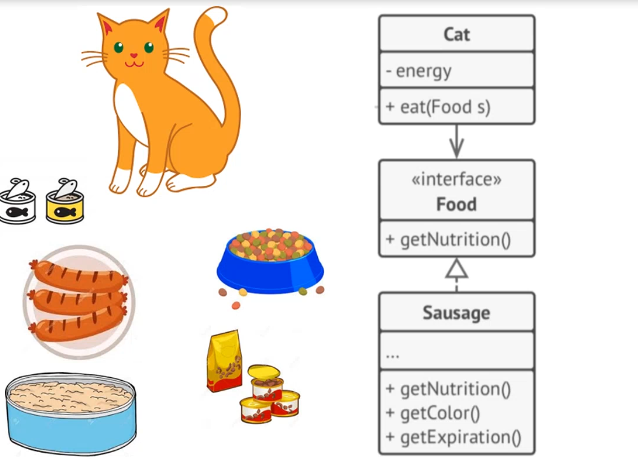 Cat
- energy
+ eat(Food s)
«interface»
Food
+ getNutrition()
Sausage
...
+ getNutrition()
+ getColor()
+ getExpiration()